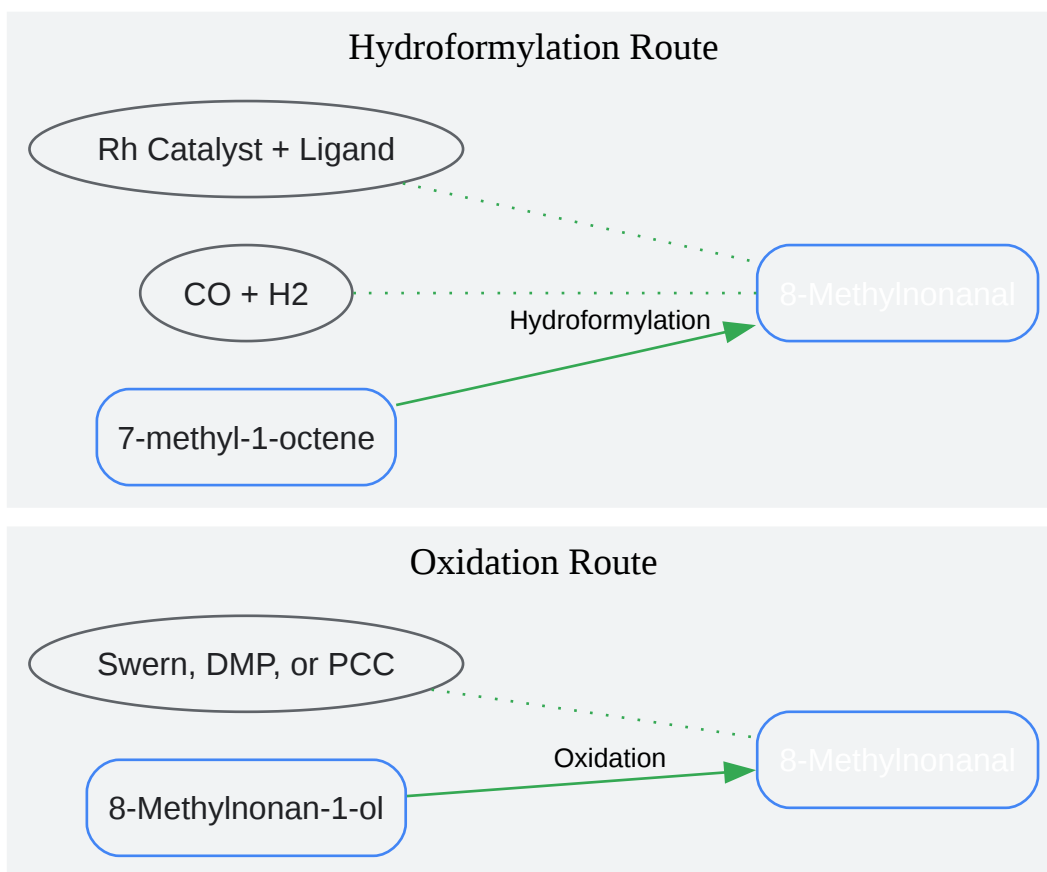 Hydroformylation Route
Rh Catalyst + Ligand
CO + H2
8-Methylnonanal
Hydroformylation
7-methyl-1-octene
Oxidation Route
Swern, DMP, or PCC
Oxidation
8-Methylnonanal
8-Methylnonan-1-ol